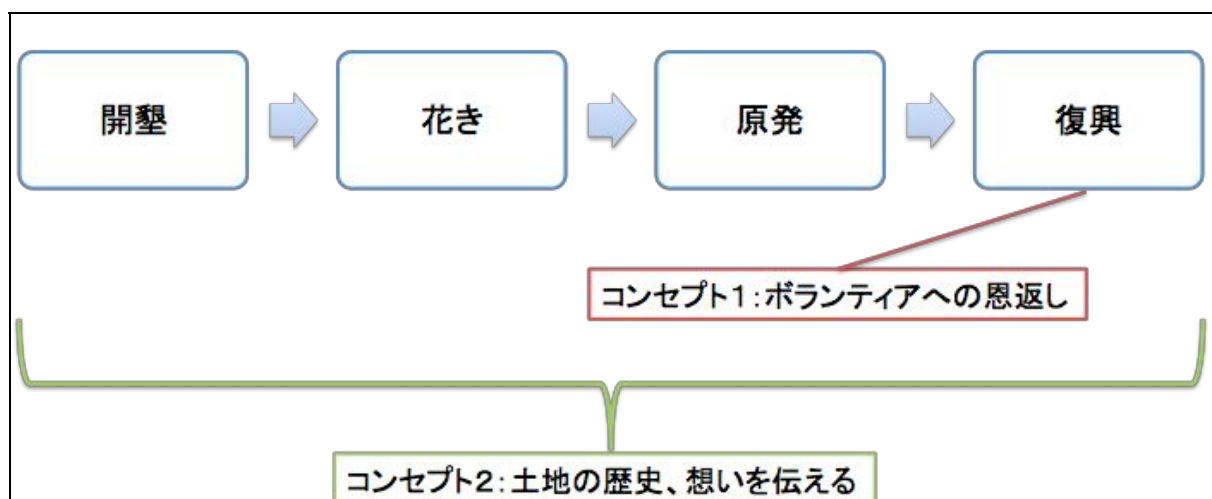 開墾
花き
原発
復興
コンセプト１：ボランティアへの恩返し
コンセプト２：土地の歴史、想いを伝える